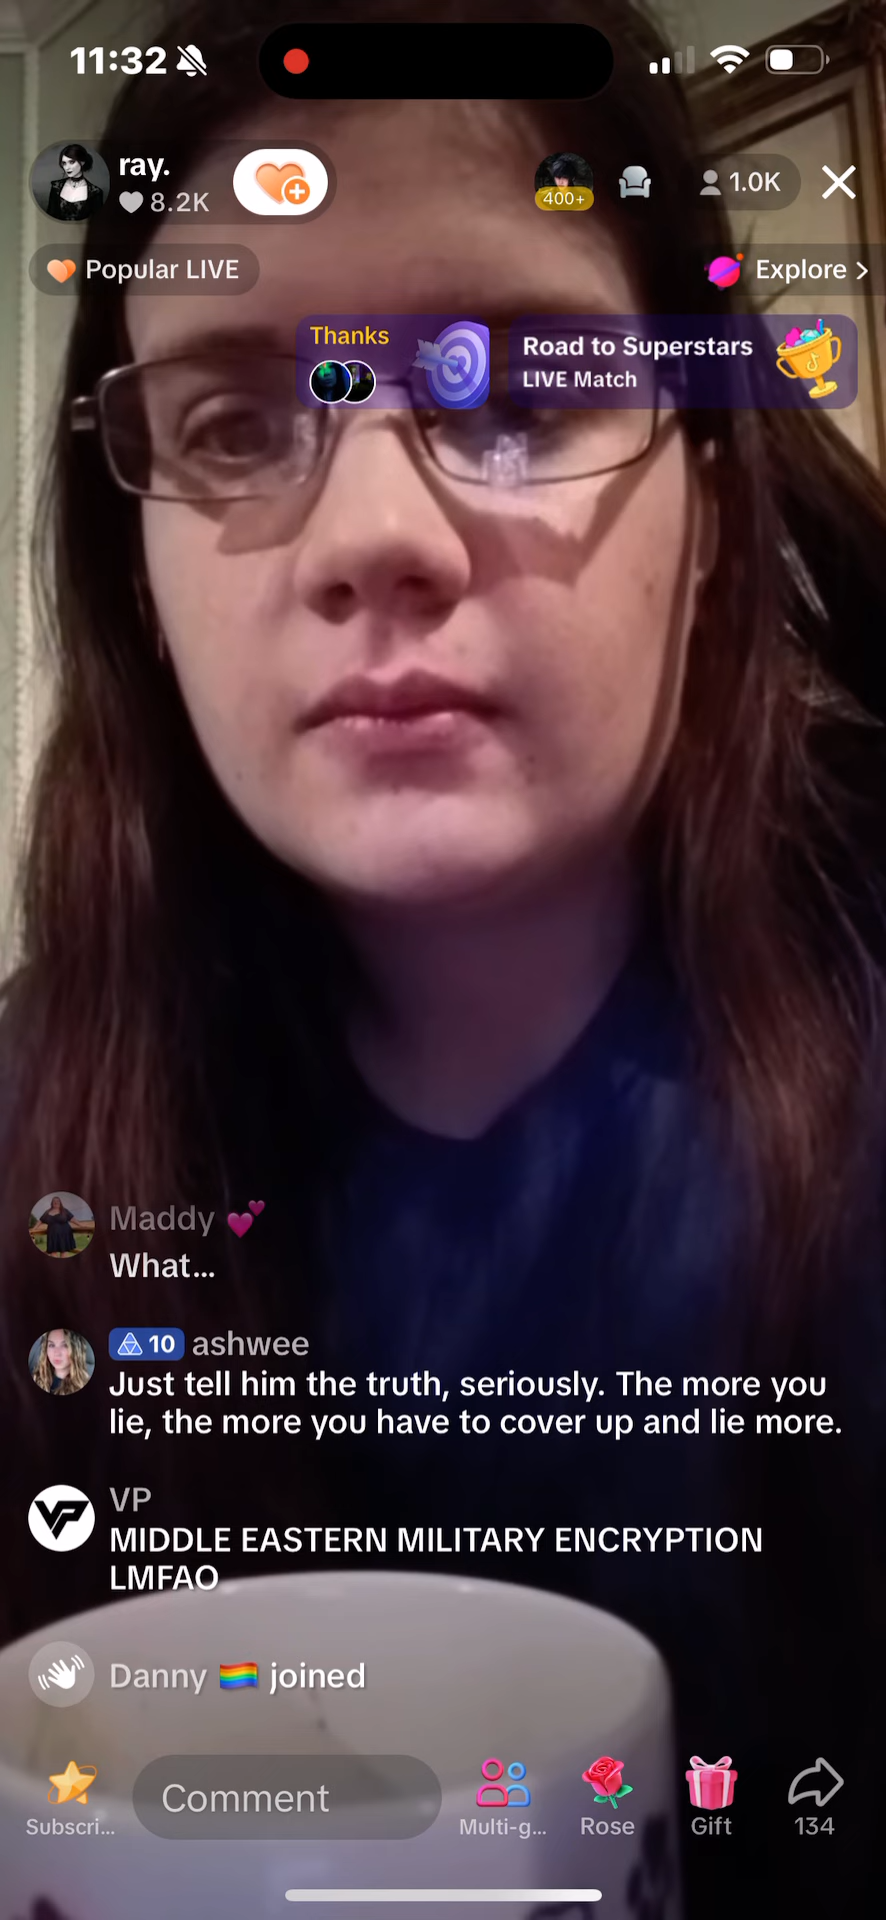 11:32
ray.
8.2K
400+
1.0K
Popular LIVE
Explore >
Thanks
Road to Superstars
LIVE Match
Maddy 💕
What...
10 ashwee
Just tell him the truth, seriously. The more you
lie, the more you have to cover up and lie more.
VP
VP
MIDDLE EASTERN MILITARY ENCRYPTION
LMFAO
Danny 🏳️‍🌈 joined
Subscri...
Comment
Multi-g...
Rose
Gift
134